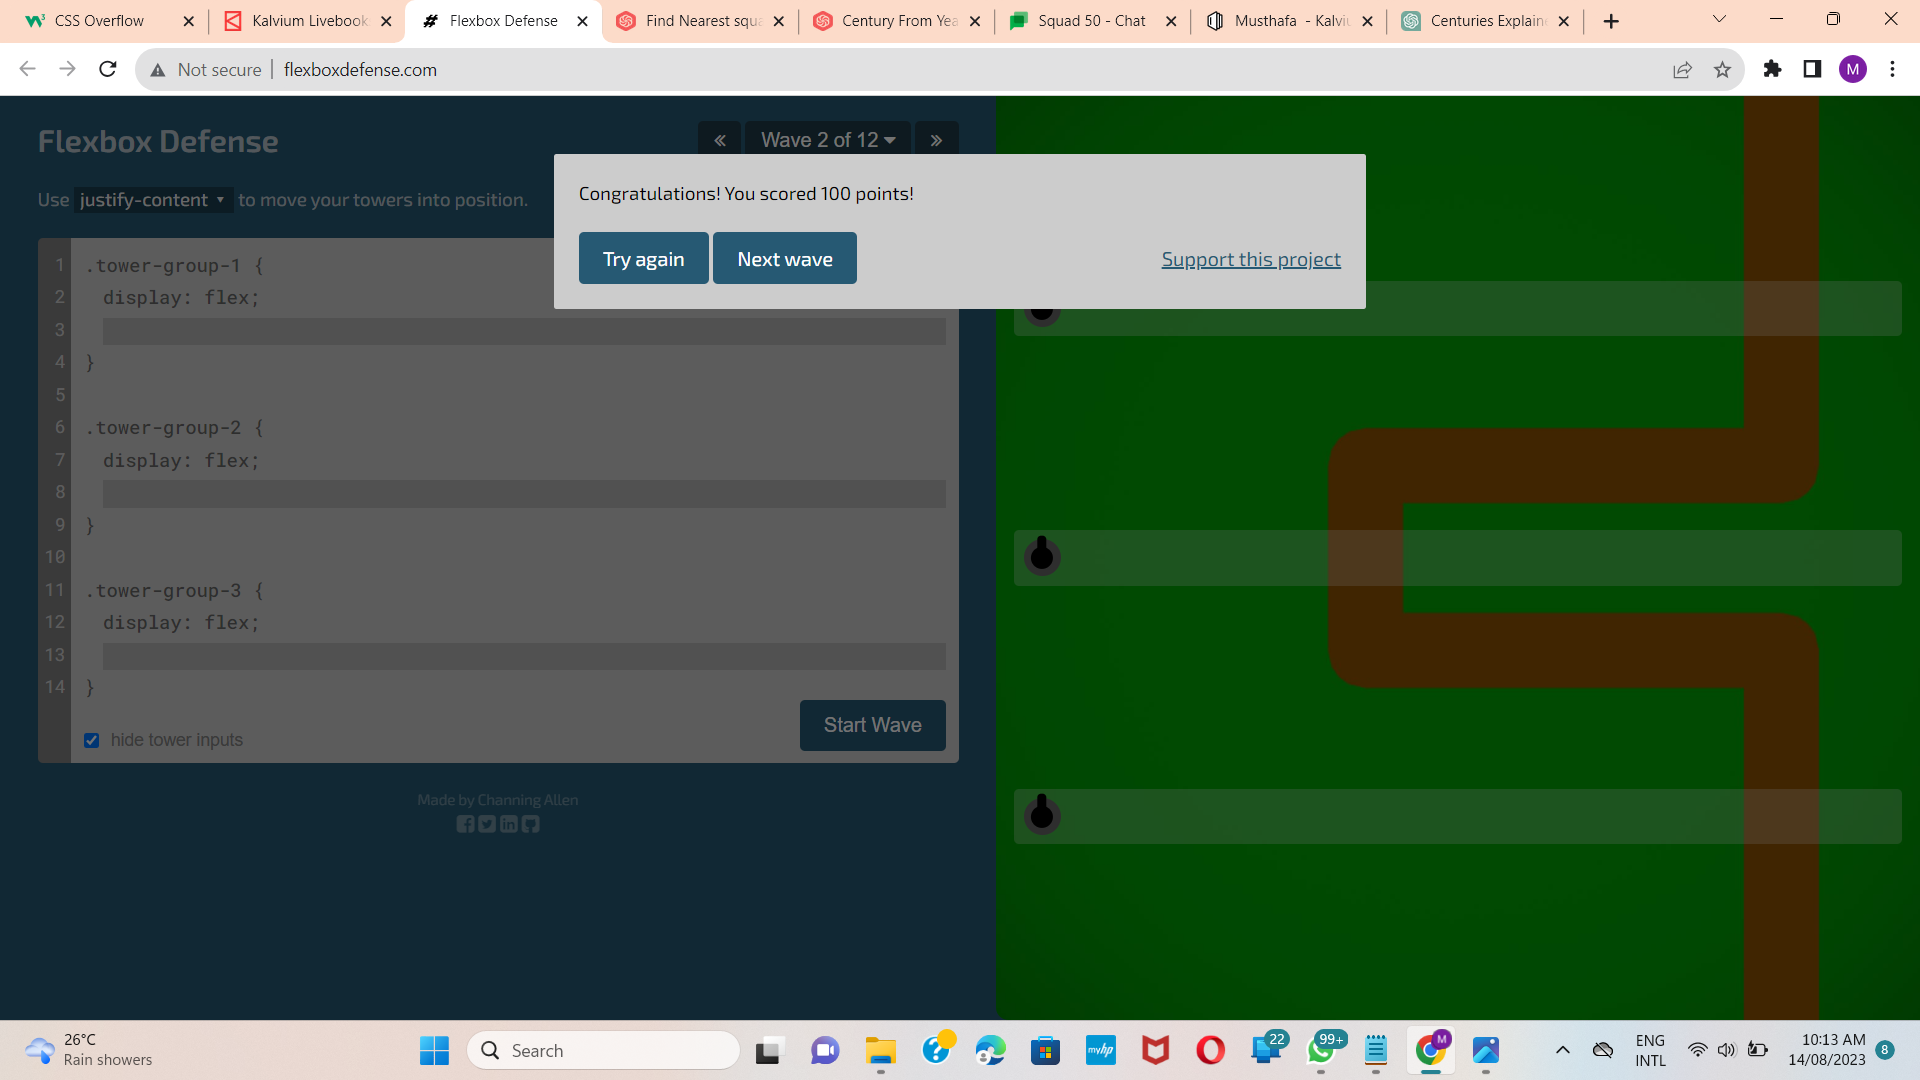 CSS Overflow
Kalvium Livebook
Flexbox Defense
Find Nearest squa
Century From Yea
Squad 50 - Chat
Musthafa - Kalviu
Centuries Explain
Not secure | flexboxdefense.com
M
Flexbox Defense
« Wave 2 of 12 »
Use justify-content to move your towers into position.
Congratulations! You scored 100 points!
Try again
Next wave
Support this project
1 .tower-group-1 {
2 display: flex;
3
4 }
5
6 .tower-group-2 {
7 display: flex;
8
9 }
10
11 .tower-group-3 {
12 display: flex;
13
14 }
hide tower inputs
Start Wave
Made by Channing Allen
26°C
Rain showers
Search
myhp
22
99+
M
ENG
INTL
10:13 AM
14/08/2023
8